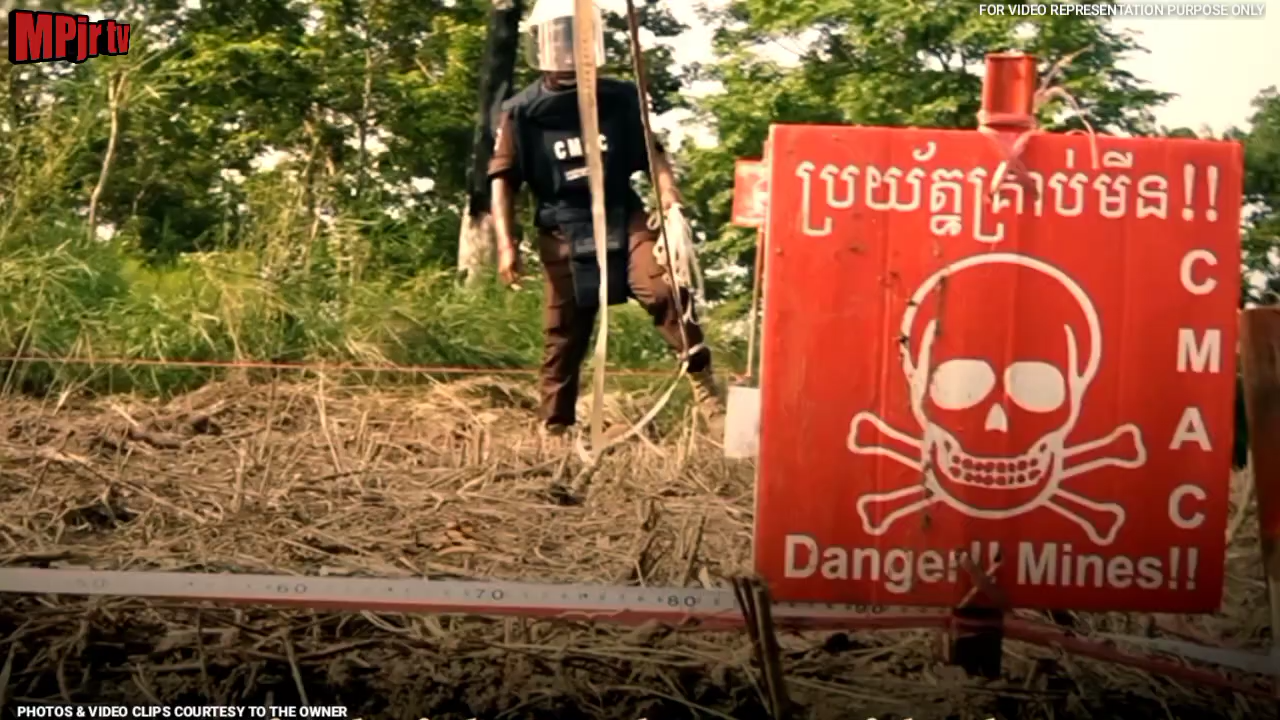 MPjr tv
FOR VIDEO REPRESENTATION PURPOSE ONLY
ប្រយ័ត្នគ្រាប់មីន!!
C
M
A
C
Danger!! Mines!!
60
70
80
PHOTOS & VIDEO CLIPS COURTESY TO THE OWNER